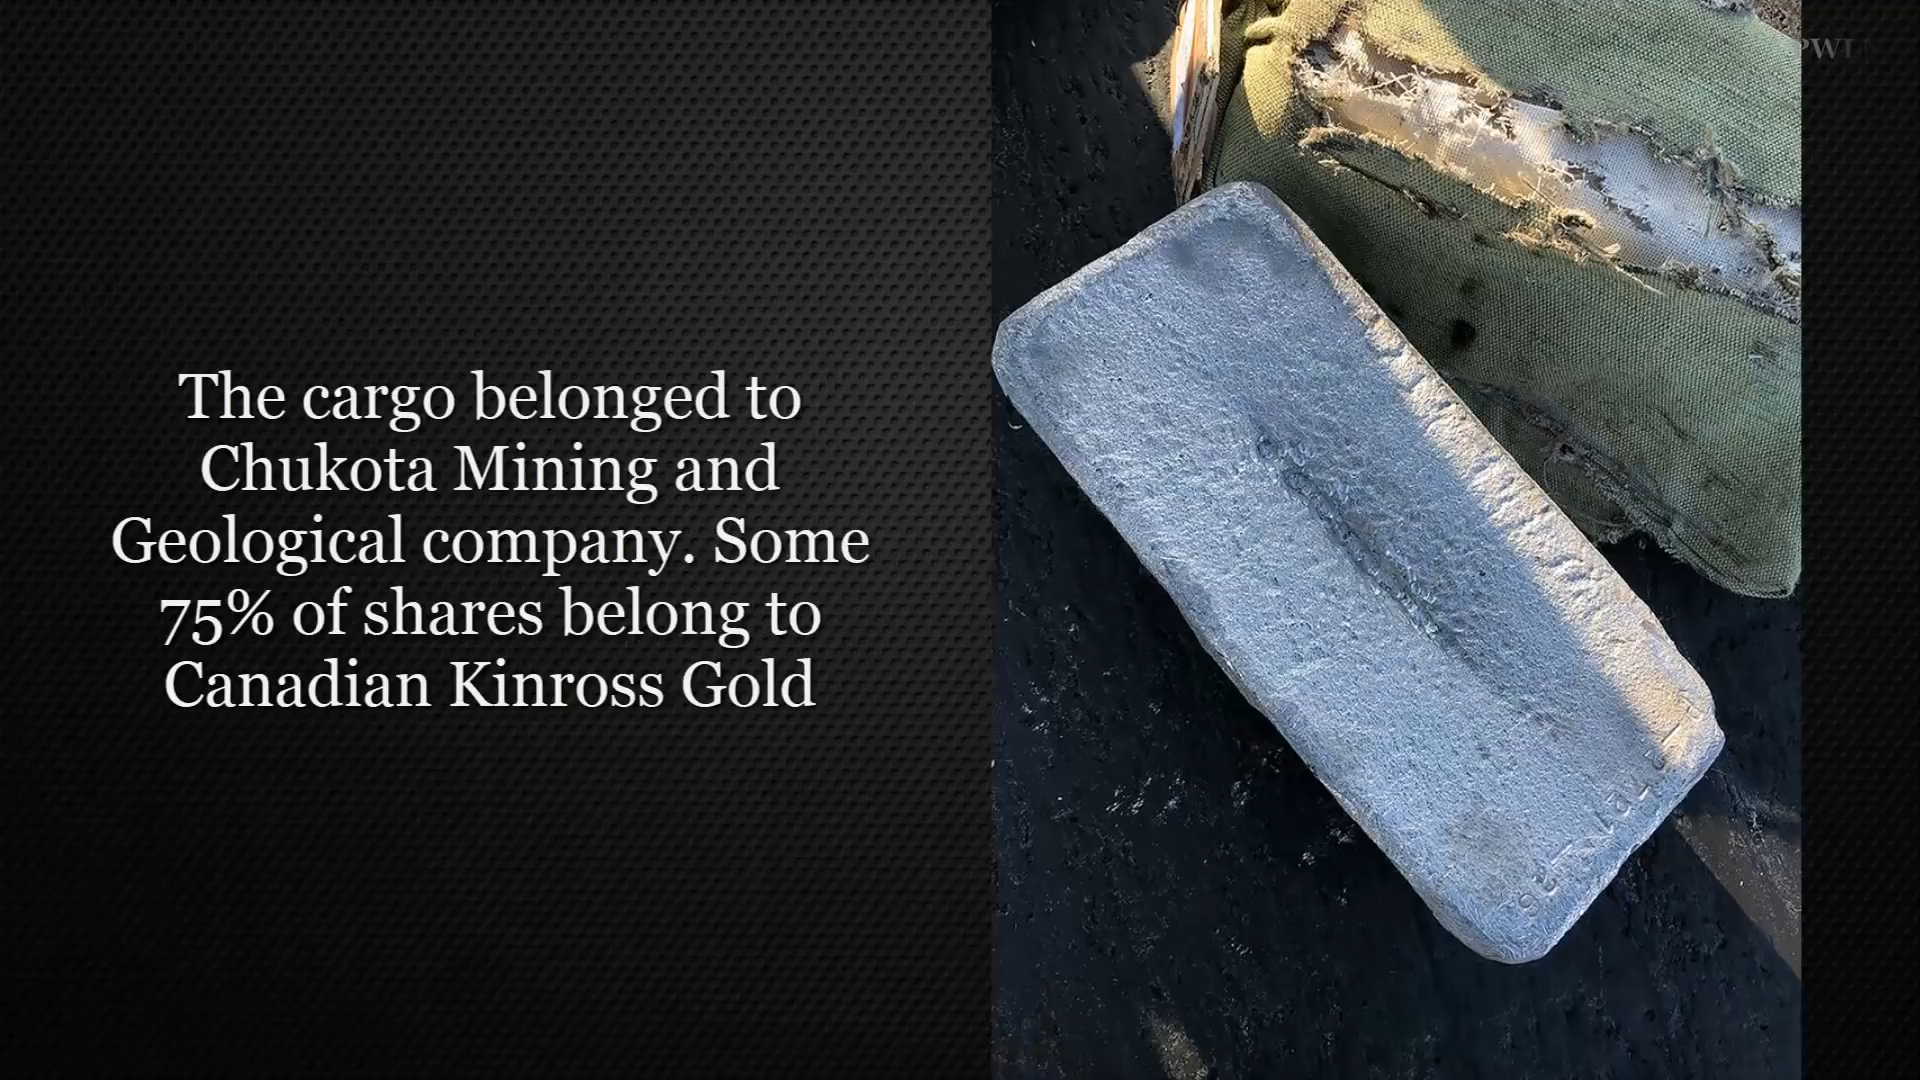 The cargo belonged to
Chukota Mining and
Geological company. Some
75% of shares belong to
Canadian Kinross Gold